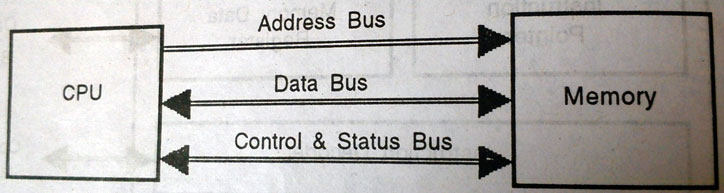 Address Bus
CPU
Data Bus
Memory
Control & Status Bus